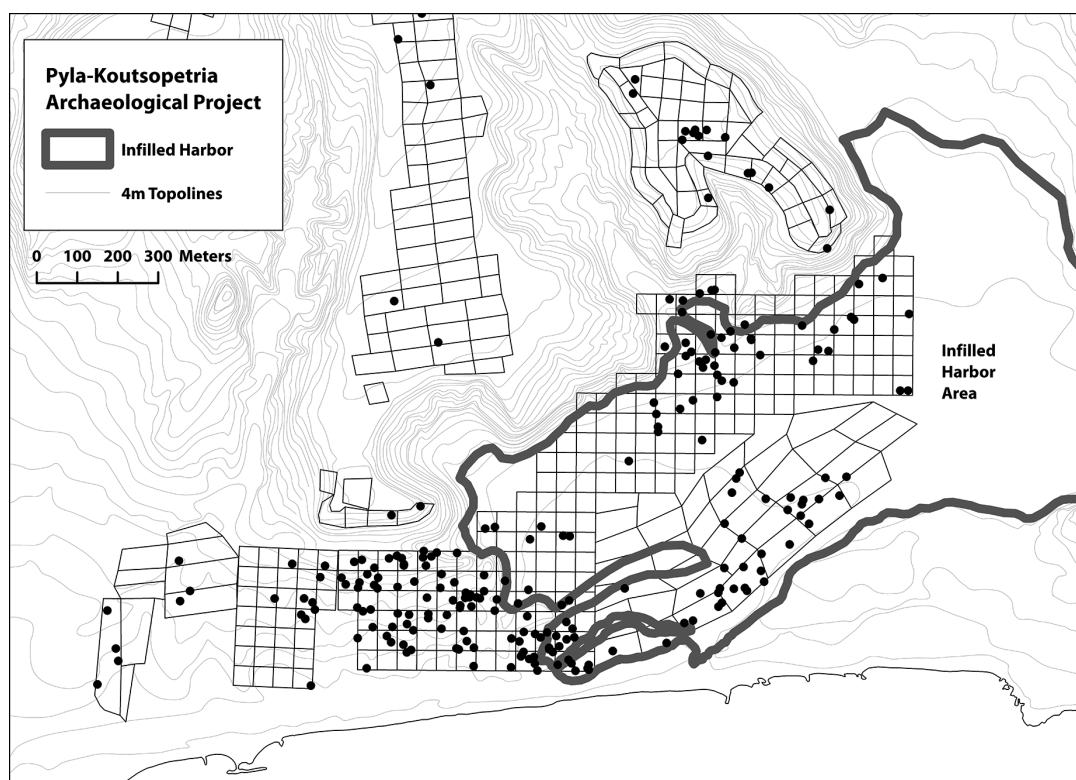 Pyla-Koutsopetria
Archaeological Project
Infilled Harbor
4m Topolines
0 100 200 300 Meters
Infilled
Harbor
Area